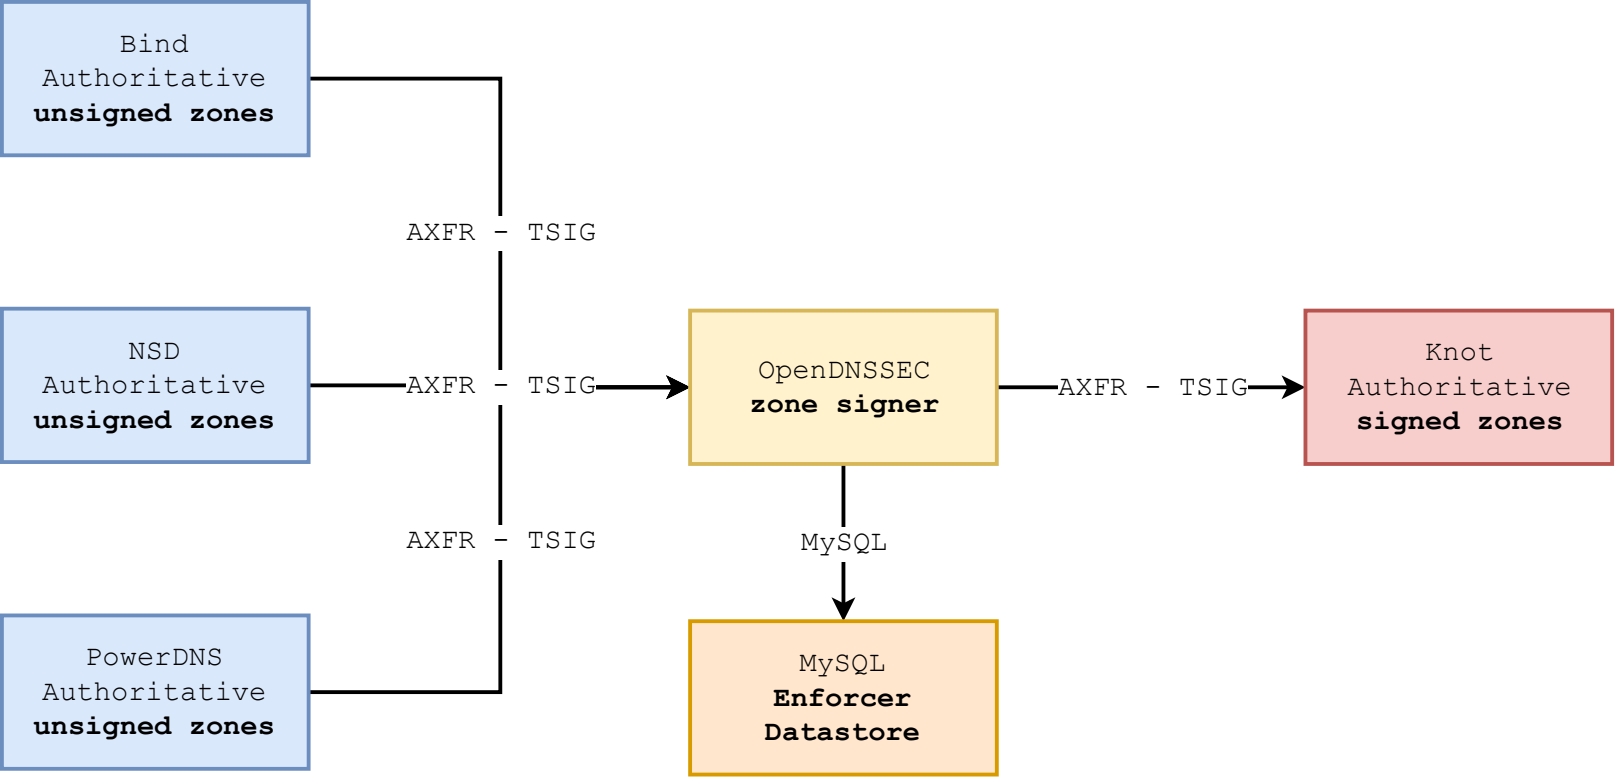 Bind
Authoritative
unsigned zones
AXFR - TSIG
NSD
Authoritative
unsigned zones
AXFR - TSIG
OpenDNSSEC
zone signer
AXFR - TSIG
Knot
Authoritative
signed zones
AXFR - TSIG
MySQL
PowerDNS
Authoritative
unsigned zones
MySQL
Enforcer
Datastore